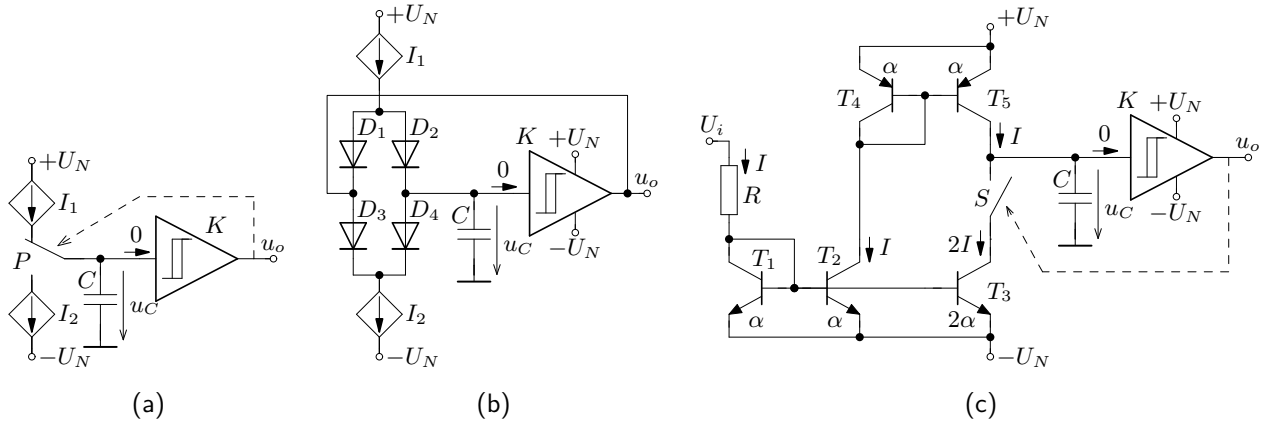 +U_N
I_1
P
C
u_C
0
K
u_o
I_2
−U_N
(a)
+U_N
I_1
D_1
D_2
D_3
D_4
C
u_C
0
K
+U_N
−U_N
u_o
I_2
−U_N
(b)
+U_N
α
α
T_4
T_5
U_i
I
R
I
S
2I
I
T_1
T_2
T_3
α
α
2α
−U_N
C
u_C
0
K
+U_N
−U_N
u_o
(c)